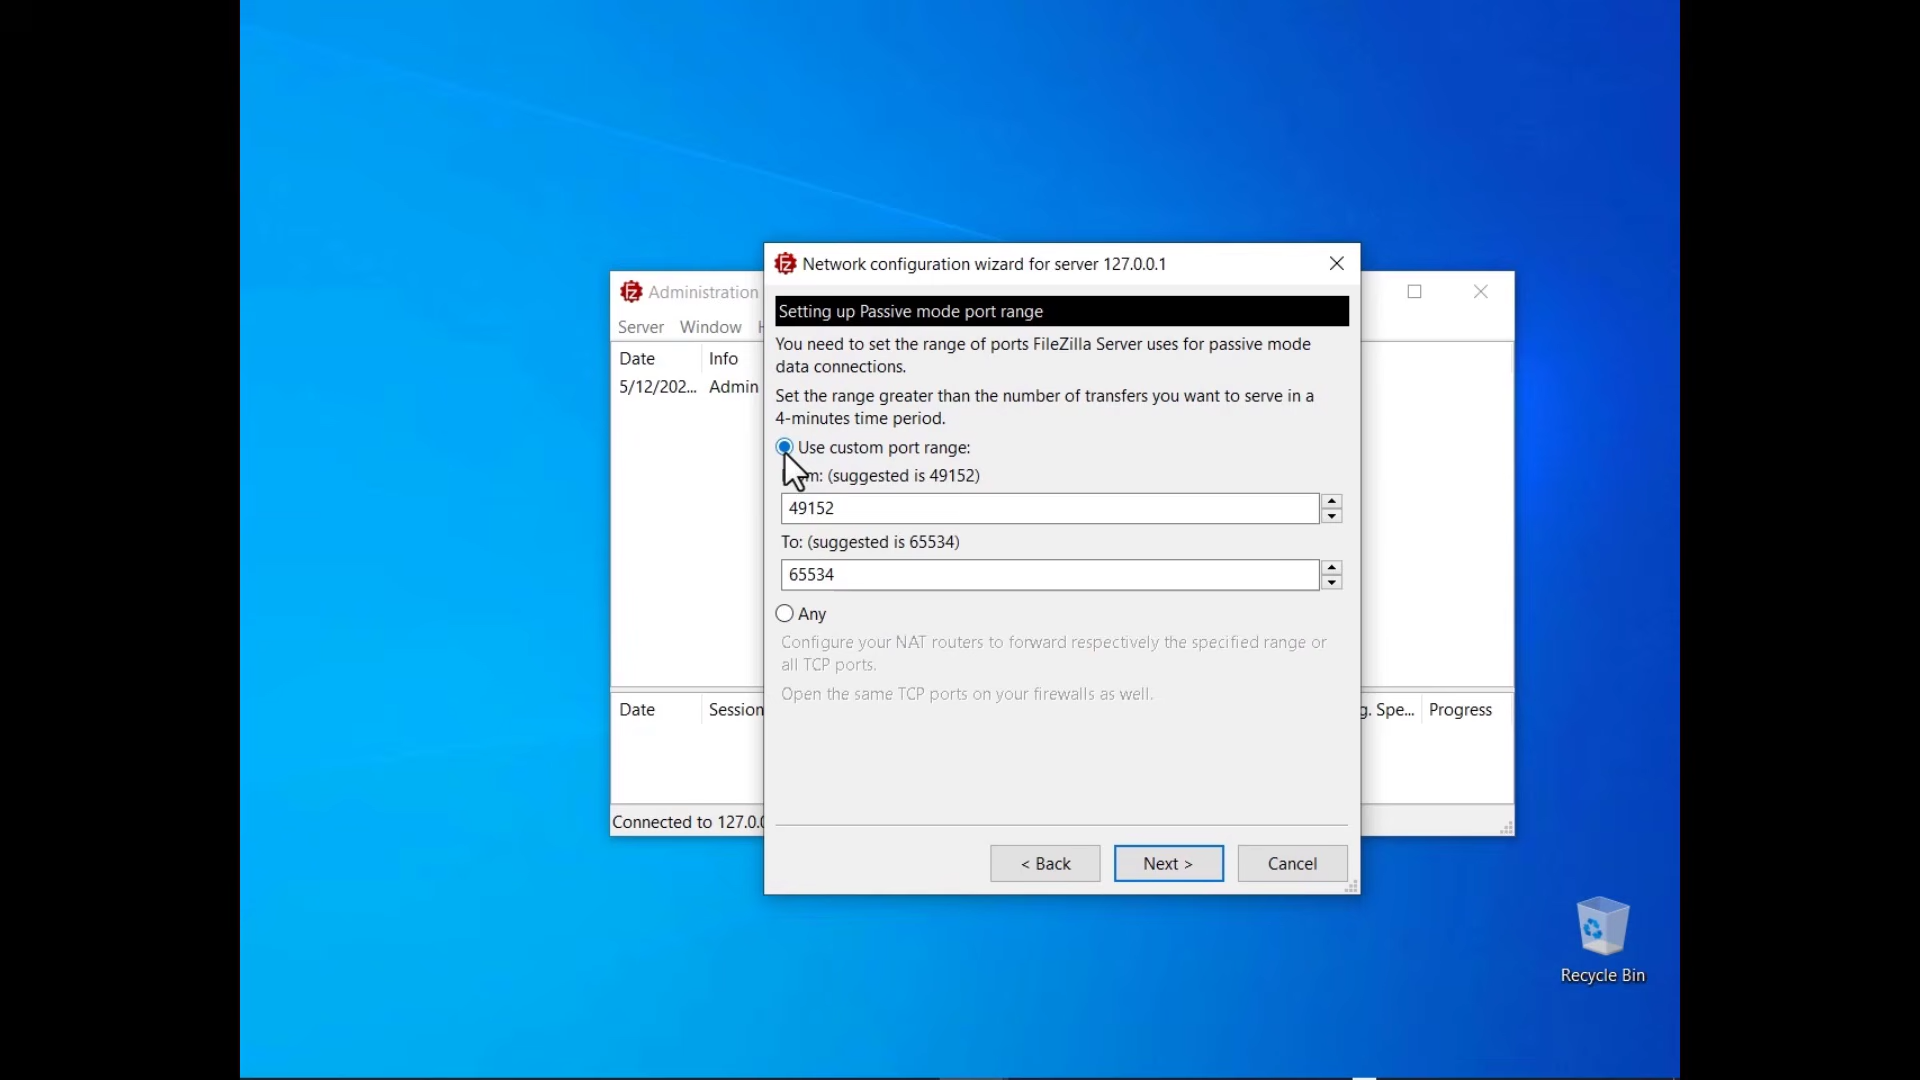 Network configuration wizard for server 127.0.0.1
Administration
Server Window
Setting up Passive mode port range
You need to set the range of ports FileZilla Server uses for passive mode
data connections.
Date Info
5/12/202... Admin
Set the range greater than the number of transfers you want to serve in a
4-minutes time period.
Use custom port range:
(suggested is 49152)
49152
To: (suggested is 65534)
65534
Any
Configure your NAT routers to forward respectively the specified range or
all TCP ports.
Open the same TCP ports on your firewalls as well.
Date Session Spe... Progress
Connected to 127.0.0
< Back Next > Cancel
Recycle Bin